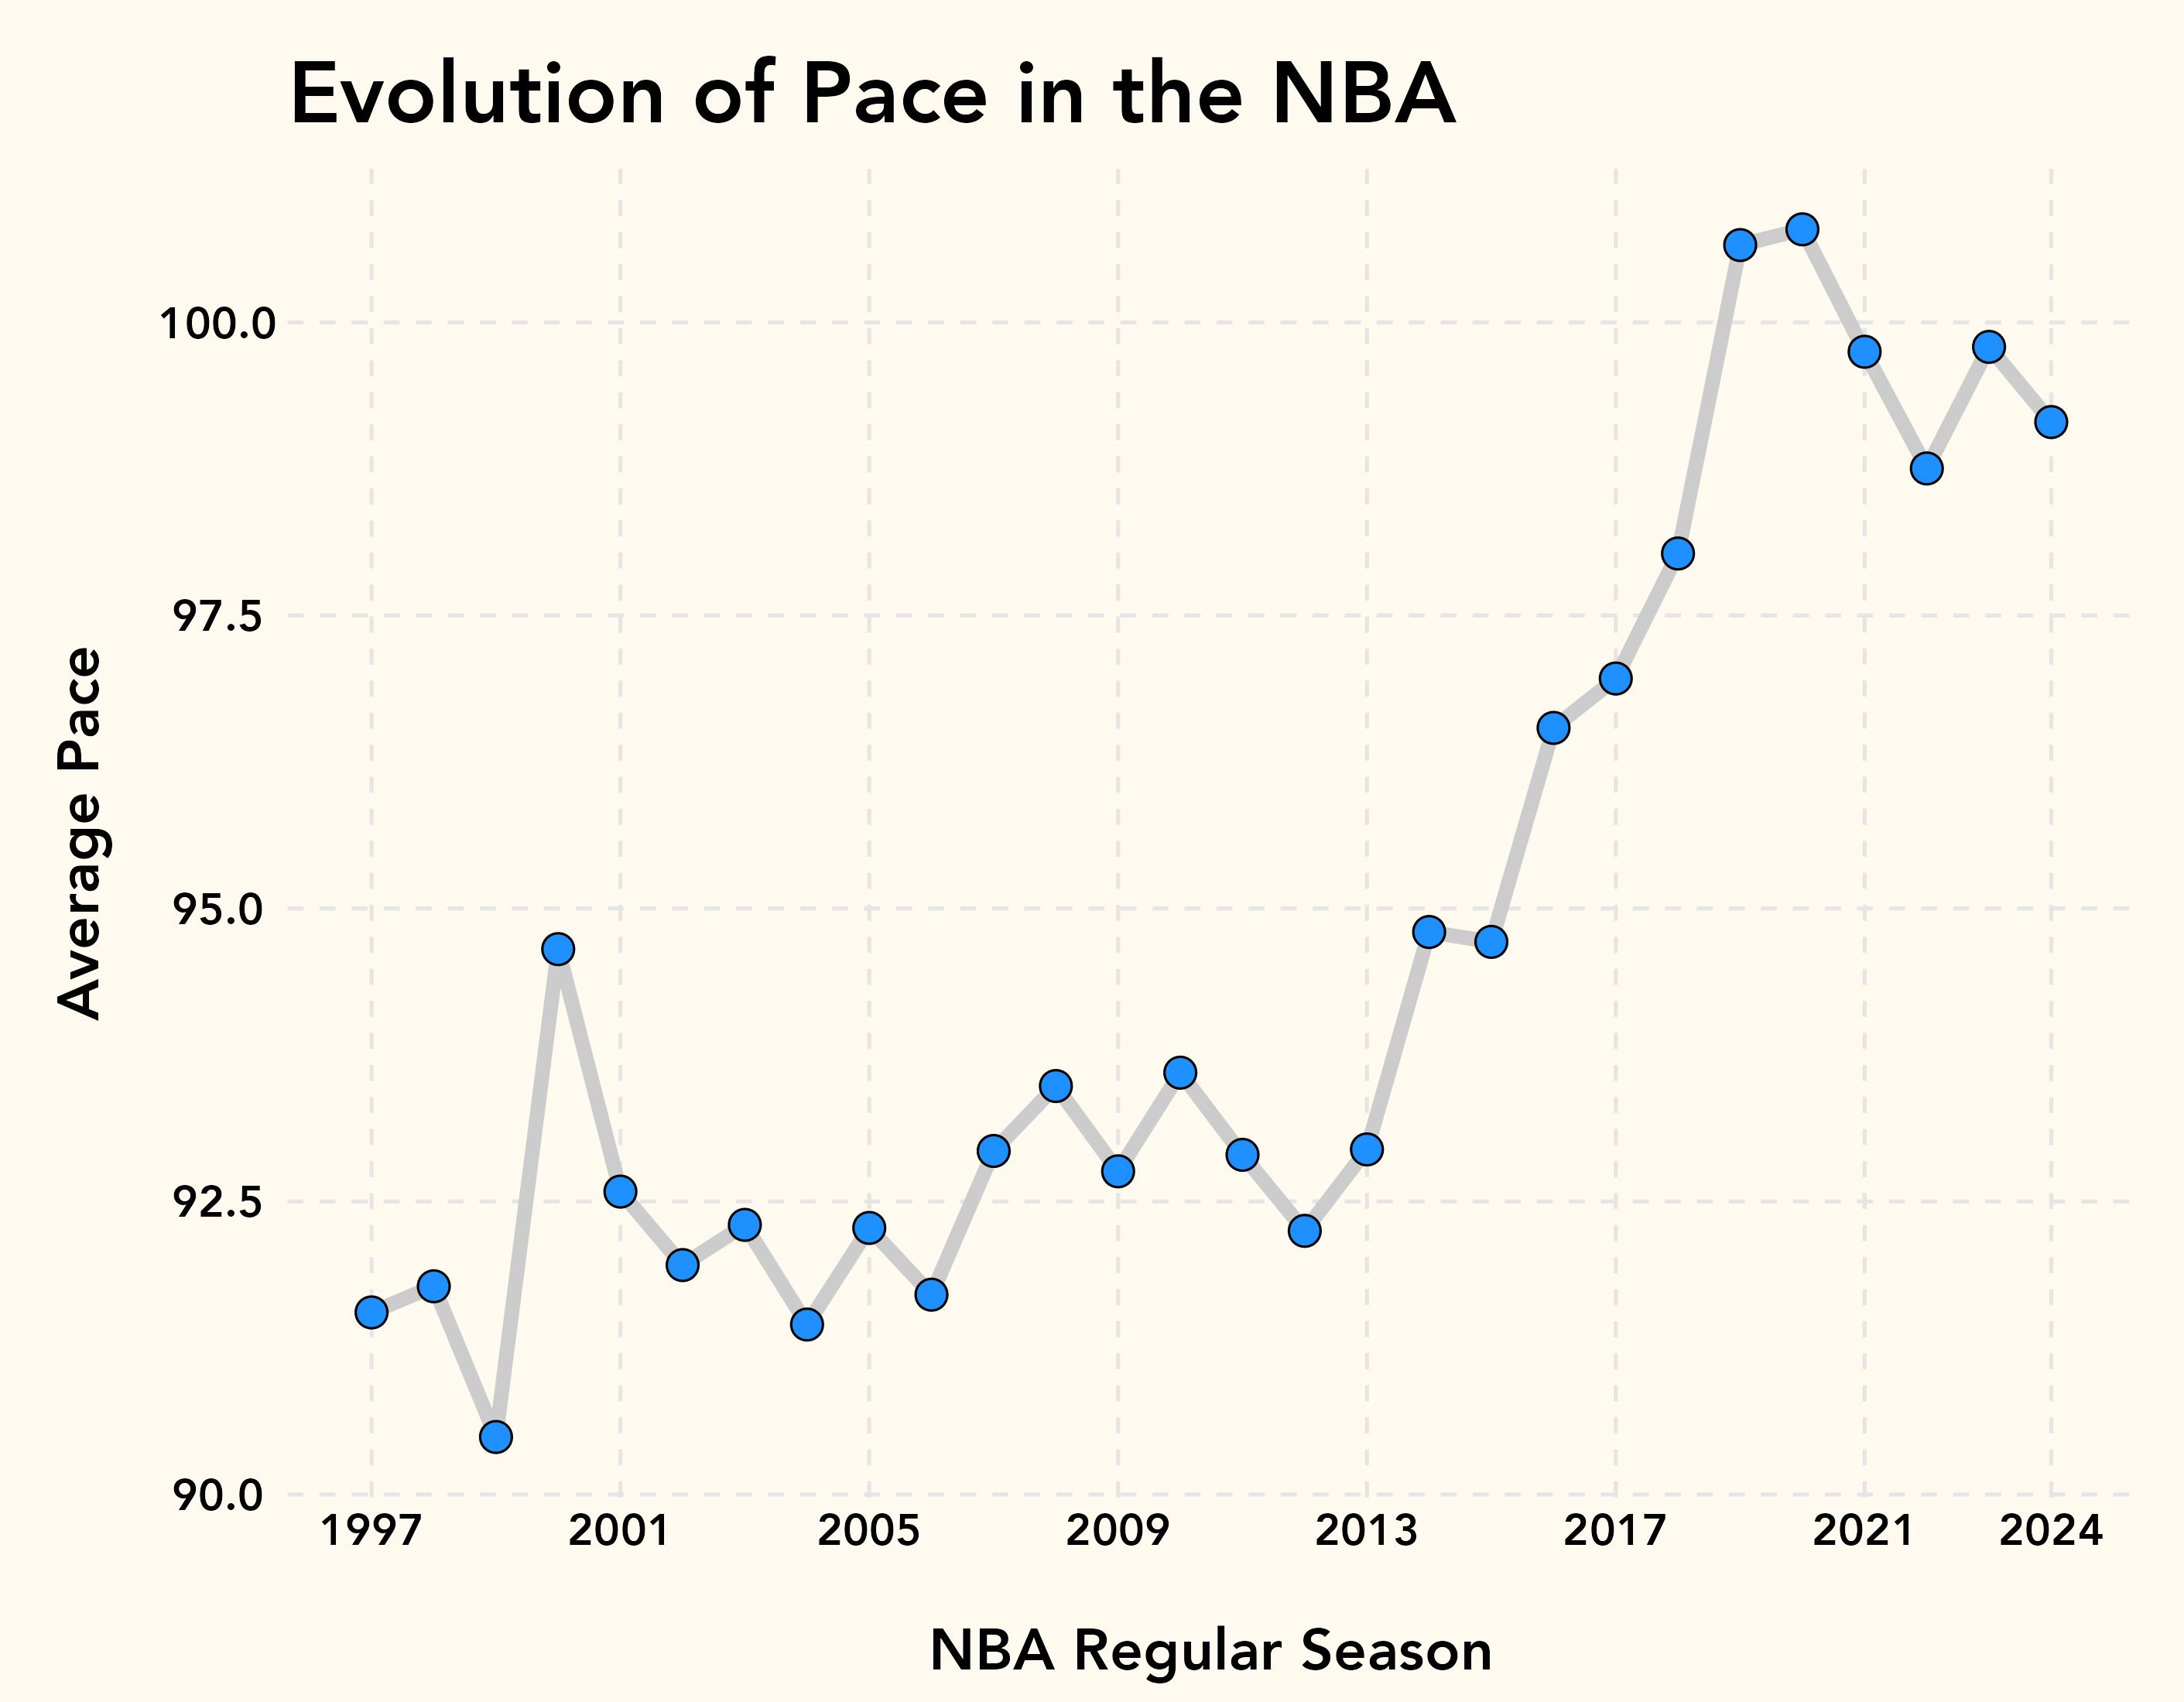 Evolution of Pace in the NBA
100.0
97.5
95.0
92.5
90.0
Average Pace
1997 2001 2005 2009 2013 2017 2021 2024
NBA Regular Season